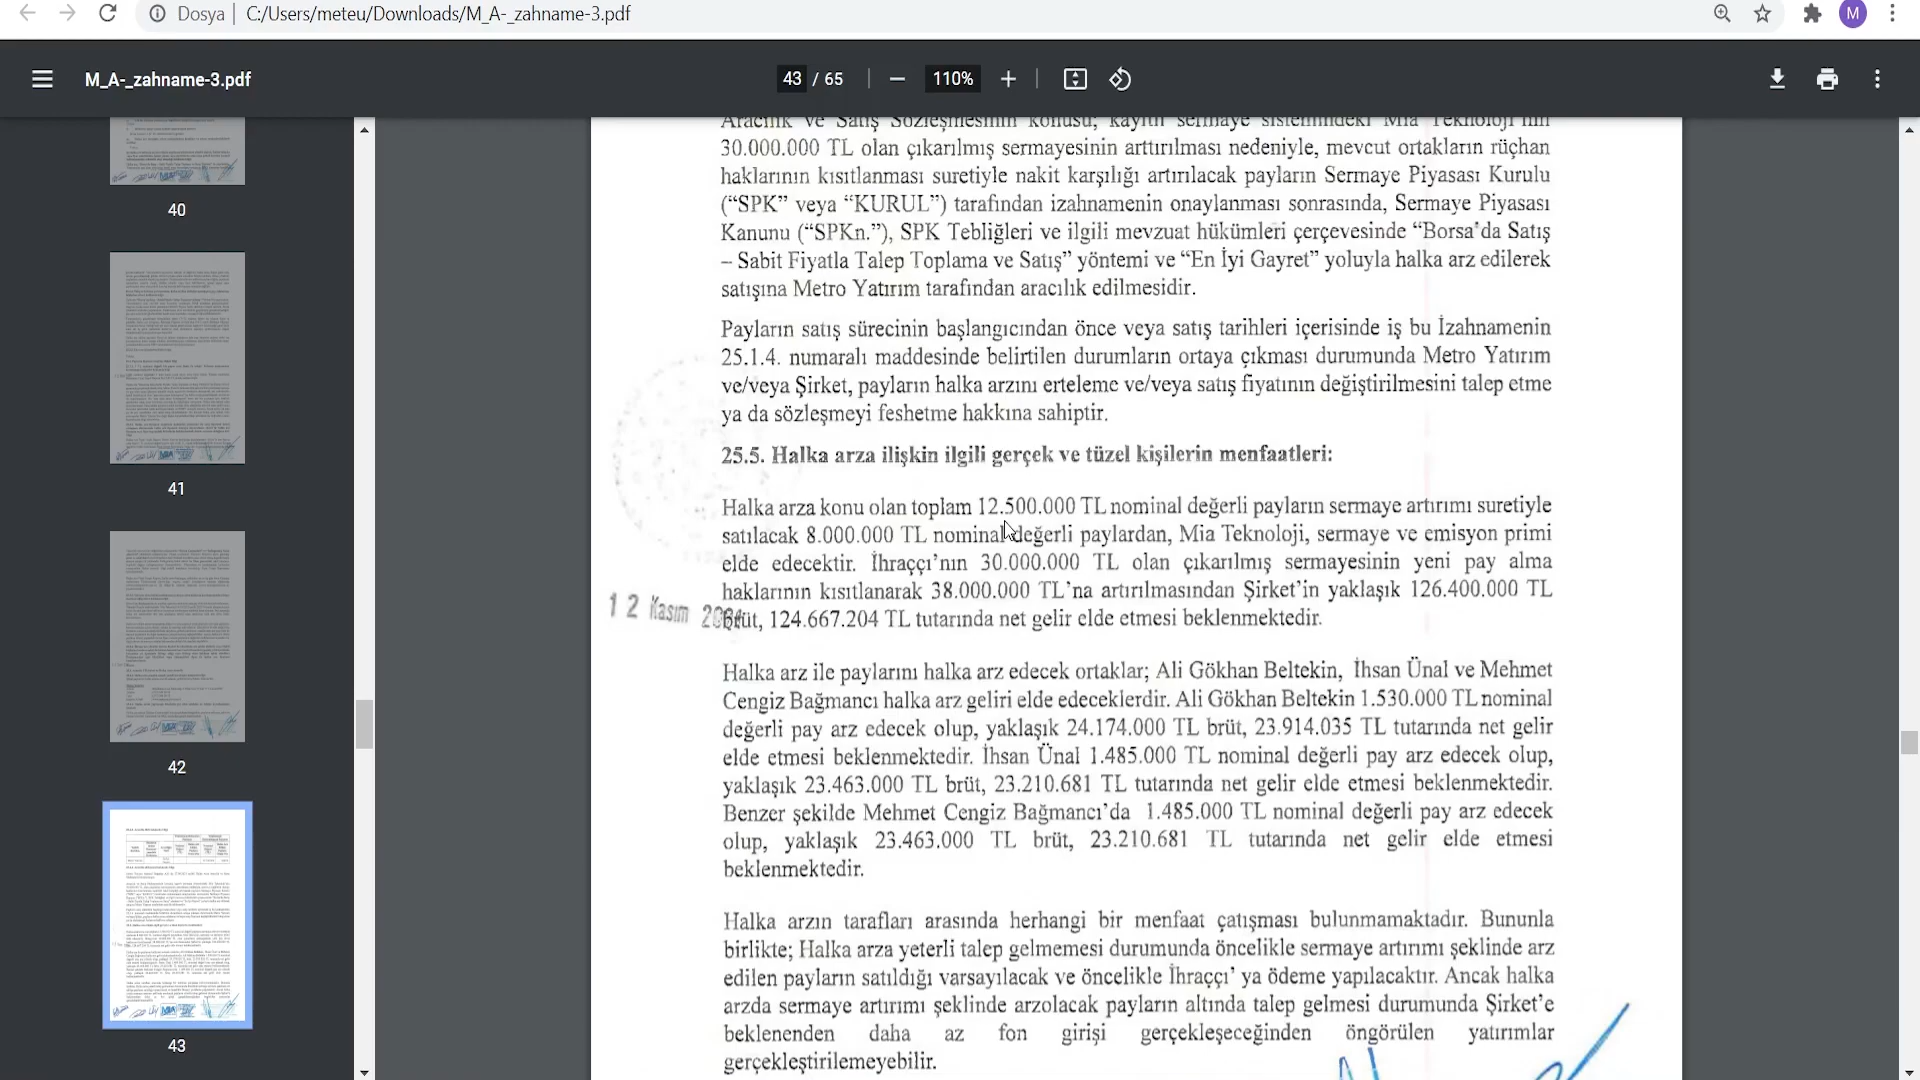 Dosya
C:/Users/meteu/Downloads/M_A-_zahname-3.pdf
M
M_A-_zahname-3.pdf
43 / 65
110%
40
41
42
43
Aracılık ve Satış Sözleşmesinin konusu; kayıtlı sermaye sistemindeki Mia Teknoloji'nin
30.000.000 TL olan çıkarılmış sermayesinin arttırılması nedeniyle, mevcut ortakların rüçhan
haklarının kısıtlanması suretiyle nakit karşılığı artırılacak payların Sermaye Piyasası Kurulu
(“SPK” veya “KURUL”) tarafından izahnamenin onaylanması sonrasında, Sermaye Piyasası
Kanunu (“SPKn.”), SPK Tebliğleri ve ilgili mevzuat hükümleri çerçevesinde “Borsa'da Satış
– Sabit Fiyatla Talep Toplama ve Satış” yöntemi ve “En İyi Gayret” yoluyla halka arz edilerek
satışına Metro Yatırım tarafından aracılık edilmesidir.
Payların satış sürecinin başlangıcından önce veya satış tarihleri içerisinde iş bu İzahnamenin
25.1.4. numaralı maddesinde belirtilen durumların ortaya çıkması durumunda Metro Yatırım
ve/veya Şirket, payların halka arzını erteleme ve/veya satış fiyatının değiştirilmesini talep etme
ya da sözleşmeyi feshetme hakkına sahiptir.
25.5. Halka arza ilişkin ilgili gerçek ve tüzel kişilerin menfaatleri:
Halka arza konu olan toplam 12.500.000 TL nominal değerli payların sermaye artırımı suretiyle
satılacak 8.000.000 TL nominal değerli paylardan, Mia Teknoloji, sermaye ve emisyon primi
elde edecektir. İhraççı’nın 30.000.000 TL olan çıkarılmış sermayesinin yeni pay alma
haklarının kısıtlanarak 38.000.000 TL’na artırılmasından Şirket’in yaklaşık 126.400.000 TL
12 Kasım
brüt, 124.667.204 TL tutarında net gelir elde etmesi beklenmektedir.
Halka arz ile paylarını halka arz edecek ortaklar; Ali Gökhan Beltekin, İhsan Ünal ve Mehmet
Cengiz Bağmancı halka arz geliri elde edeceklerdir. Ali Gökhan Beltekin 1.530.000 TL nominal
değerli pay arz edecek olup, yaklaşık 24.174.000 TL brüt, 23.914.035 TL tutarında net gelir
elde etmesi beklenmektedir. İhsan Ünal 1.485.000 TL nominal değerli pay arz edecek olup,
yaklaşık 23.463.000 TL brüt, 23.210.681 TL tutarında net gelir elde etmesi beklenmektedir.
Benzer şekilde Mehmet Cengiz Bağmancı’da 1.485.000 TL nominal değerli pay arz edecek
olup, yaklaşık 23.463.000 TL brüt, 23.210.681 TL tutarında net gelir elde etmesi
beklenmektedir.
Halka arzın tarafları arasında herhangi bir menfaat çatışması bulunmamaktadır. Bununla
birlikte; Halka arza yeterli talep gelmemesi durumunda öncelikle sermaye artırımı şeklinde arz
edilen payların satıldığı varsayılacak ve öncelikle İhraççı’ ya ödeme yapılacaktır. Ancak halka
arzda sermaye artırımı şeklinde arzolacak payların altında talep gelmesi durumunda Şirket’e
beklenenden daha az fon girişi gerçekleşeceğinden öngörülen yatırımlar
gerçekleştirilemeyebilir.